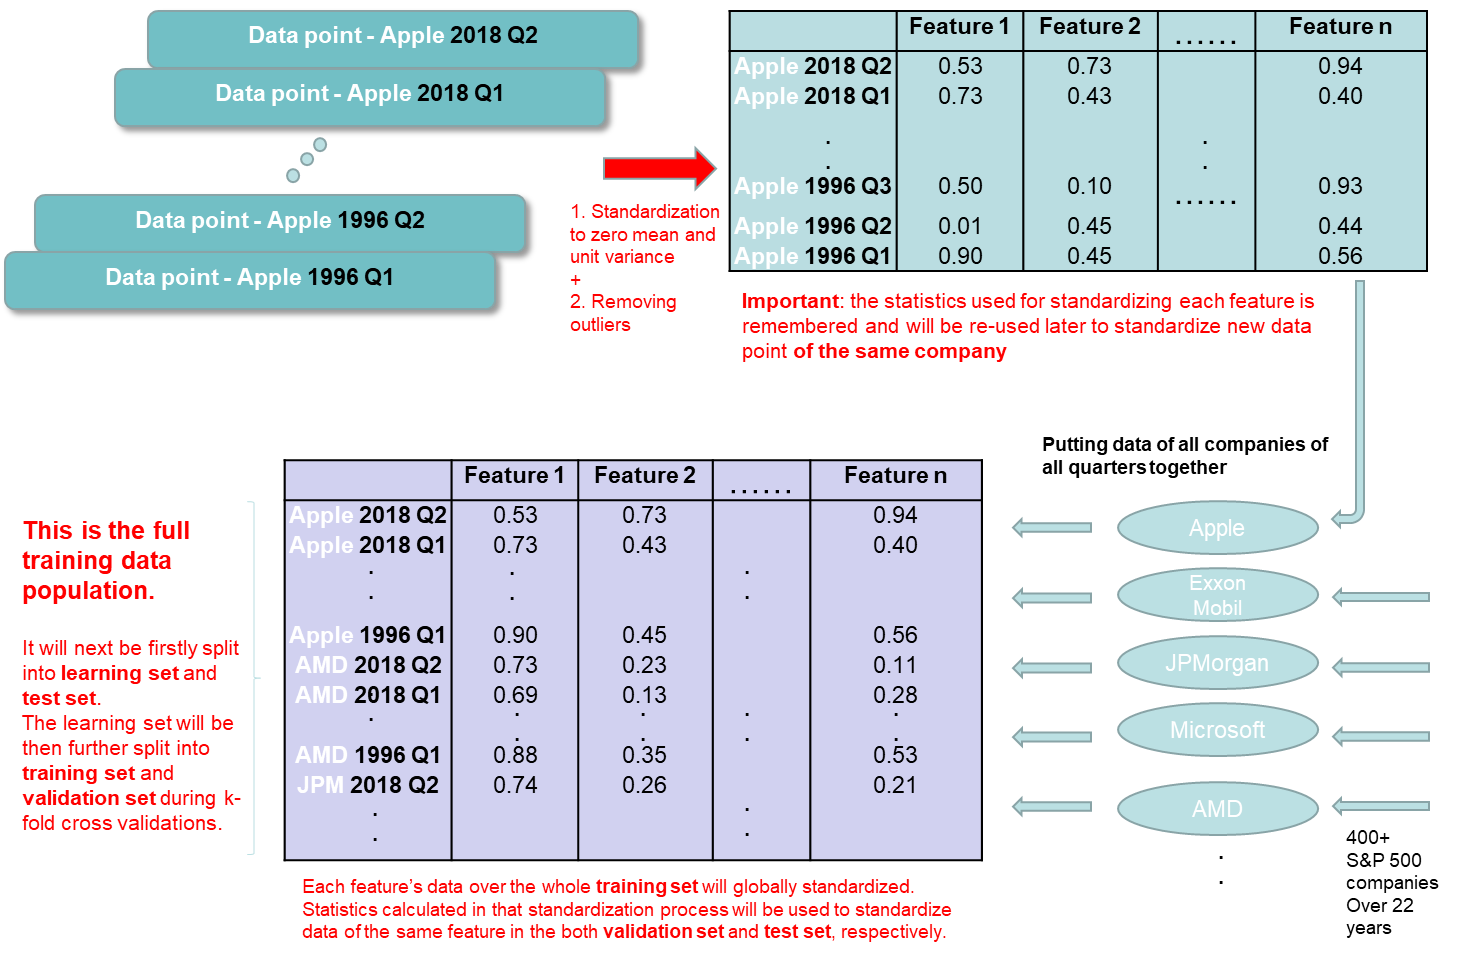 Data point - Apple 2018 Q2
Data point - Apple 2018 Q1
Data point - Apple 1996 Q2
Data point - Apple 1996 Q1
1. Standardization
to zero mean and
unit variance
+
2. Removing
outliers
Feature 1 Feature 2 ...... Feature n
Apple 2018 Q2 0.53 0.73 0.94
Apple 2018 Q1 0.73 0.43 0.40
. .
. .
Apple 1996 Q3 0.50 0.10 ...... 0.93
Apple 1996 Q2 0.01 0.45 0.44
Apple 1996 Q1 0.90 0.45 0.56
Important: the statistics used for standardizing each feature is
remembered and will be re-used later to standardize new data
point of the same company
Putting data of all companies of
all quarters together
Apple
Exxon
Mobil
JPMorgan
Microsoft
AMD
.
.
400+
S&P 500
companies
Over 22
years
Feature 1 Feature 2 ...... Feature n
Apple 2018 Q2 0.53 0.73 0.94
Apple 2018 Q1 0.73 0.43 0.40
. . .
. . .
Apple 1996 Q1 0.90 0.45 0.56
AMD 2018 Q2 0.73 0.23 0.11
AMD 2018 Q1 0.69 0.13 0.28
. . . . .
. . . .
AMD 1996 Q1 0.88 0.35 0.53
JPM 2018 Q2 0.74 0.26 0.21
. .
. .
This is the full
training data
population.
It will next be firstly split
into learning set and
test set.
The learning set will be
then further split into
training set and
validation set during k-
fold cross validations.
Each feature's data over the whole training set will globally standardized.
Statistics calculated in that standardization process will be used to standardize
data of the same feature in the both validation set and test set, respectively.